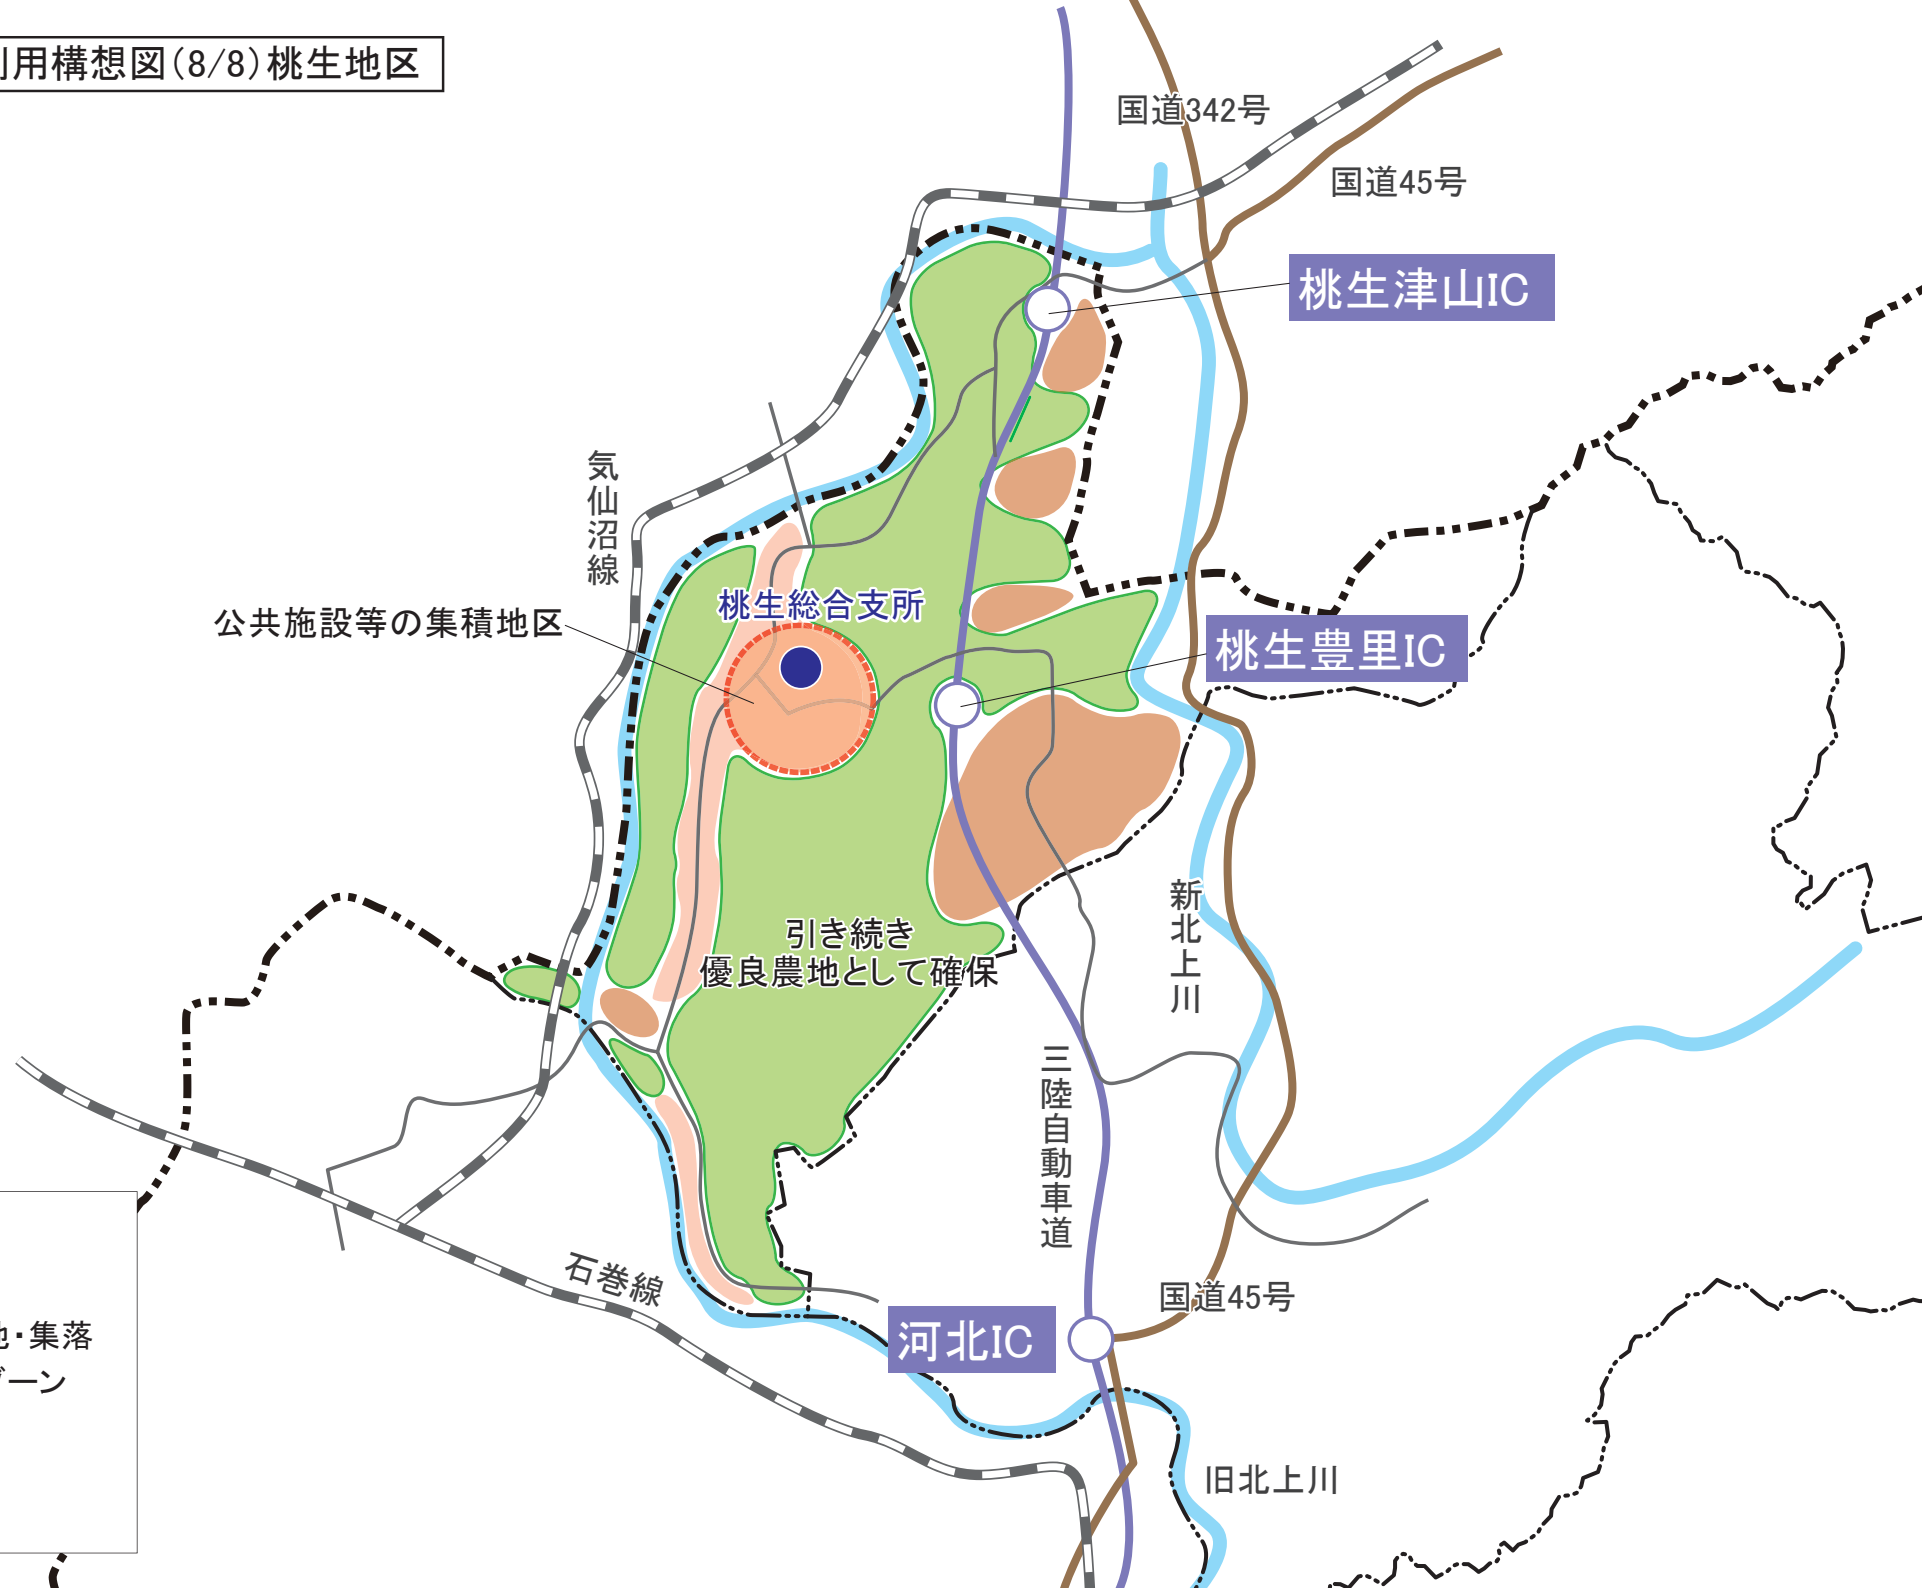 用構想図(8/8)桃生地区
国道342号
国道45号
桃生津山IC
気仙沼線
桃生総合支所
公共施設等の集積地区
桃生豊里IC
新北上川
引き続き
優良農地として確保
三陸自動車道
石巻線
国道45号
河北IC
・集落
ゾーン
旧北上川